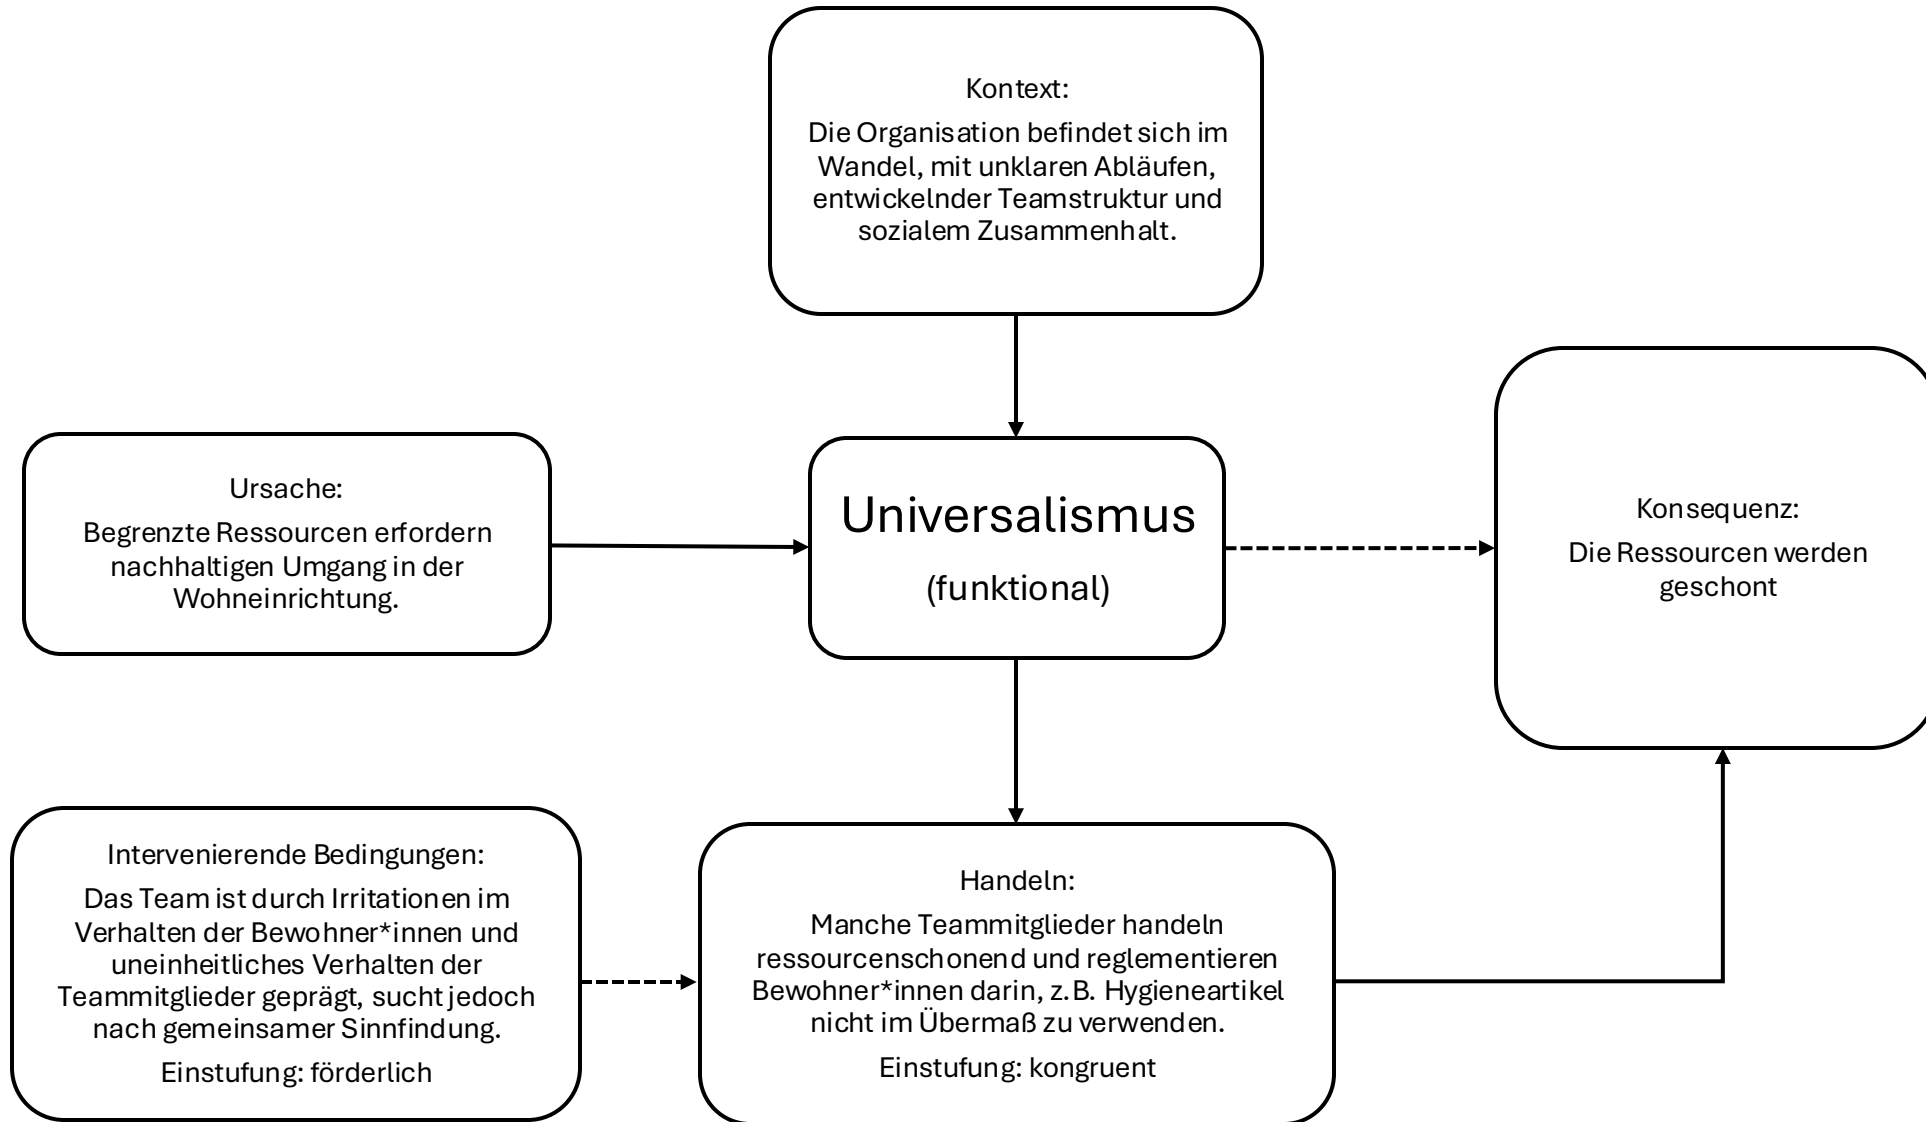 Kontext:
Die Organisation befindet sich im
Wandel, mit unklaren Abläufen,
entwickelnder Teamstruktur und
sozialem Zusammenhalt.
Ursache:
Begrenzte Ressourcen erfordern
nachhaltigen Umgang in der
Wohneinrichtung.
Universalismus
(funktional)
Konsequenz:
Die Ressourcen werden
geschont
Intervenierende Bedingungen:
Das Team ist durch Irritationen im
Verhalten der Bewohner*innen und
uneinheitliches Verhalten der
Teammitglieder geprägt, sucht jedoch
nach gemeinsamer Sinnfindung.
Einstufung: förderlich
Handeln:
Manche Teammitglieder handeln
ressourcenschonend und reglementieren
Bewohner*innen darin, z.B. Hygieneartikel
nicht im Übermaß zu verwenden.
Einstufung: kongruent